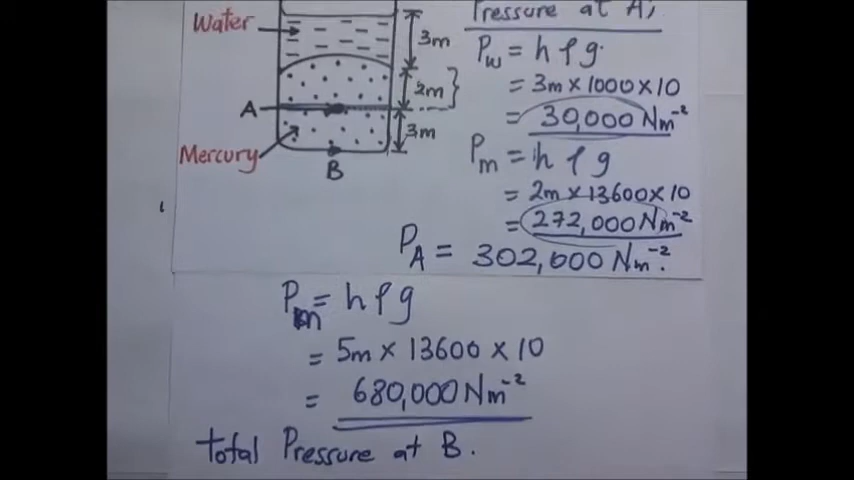 Water
3m
2m
A
3m
Mercury
B
Pressure at A;
Pw = hρg.
= 3m × 1000 × 10
= 30,000 Nm⁻²
Pm = hρg
= 2m × 13600 × 10
= 272,000 Nm⁻²
PA = 302,000 Nm⁻².
Pm = hρg
= 5m × 13600 × 10
= 680,000 Nm⁻²
total Pressure at B.